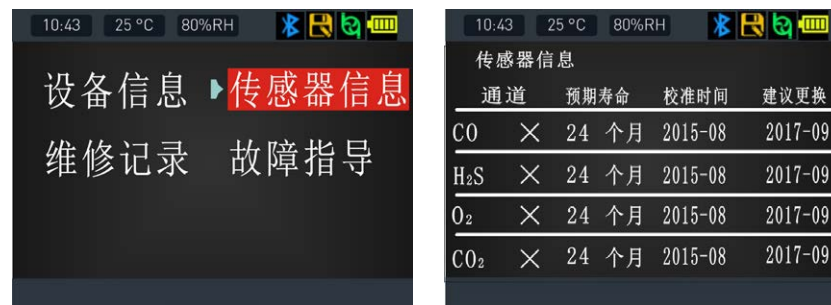 10:43 25 °C 80%RH
设备信息 传感器信息
维修记录 故障指导
10:43 25 °C 80%RH
传感器信息
通道 预期寿命 校准时间 建议更换
CO × 24 个月 2015-08 2017-09
H₂S × 24 个月 2015-08 2017-09
O₂ × 24 个月 2015-08 2017-09
CO₂ × 24 个月 2015-08 2017-09